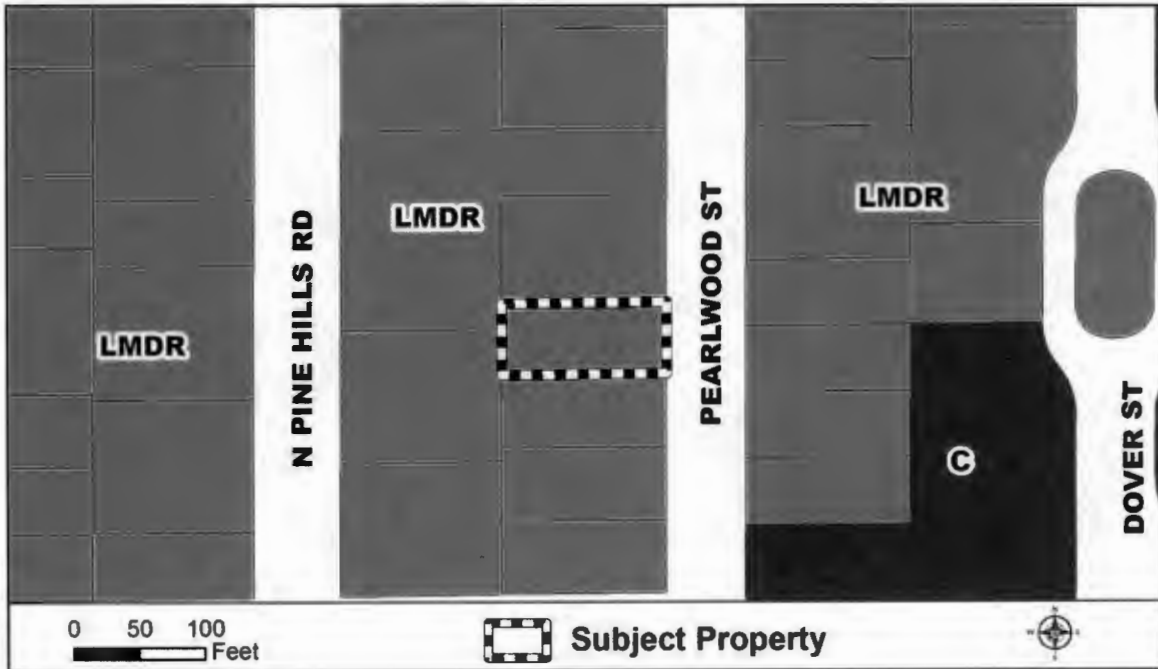 LMDR
N PINE HILLS RD
LMDR
PEARLWOOD ST
LMDR
C
DOVER ST
0 50 100
Feet
Subject Property
N
W E
S